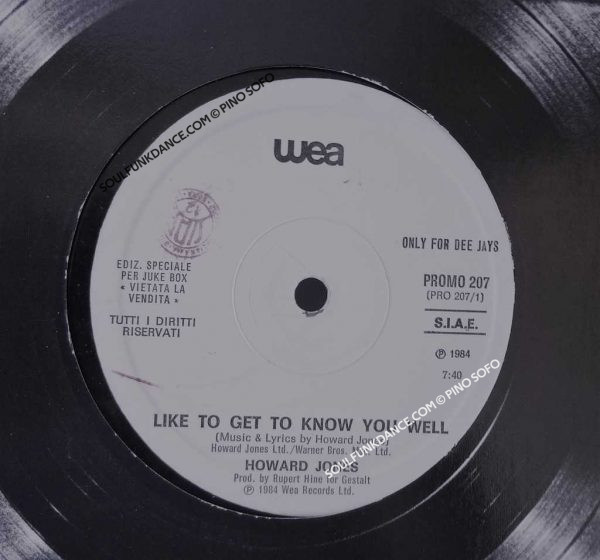 wea
SOULFUNKDANCE.COM © PINO SOFO
ONLY FOR DEE JAYS
EDIZ. SPECIALE
PER JUKE BOX
« VIETATA LA
VENDITA »
PROMO 207
(PRO 207/1)
TUTTI I DIRITTI
RISERVATI
S.I.A.E.
℗ 1984
7:40
LIKE TO GET TO KNOW YOU WELL
(Music & Lyrics by Howard Jones)
Howard Jones Ltd./Warner Bros. Ltd.
HOWARD JONES
Prod. by Rupert Hine for Gestalt
℗ 1984 Wea Records Ltd.
SOULFUNKDANCE.COM © PINO SOFO